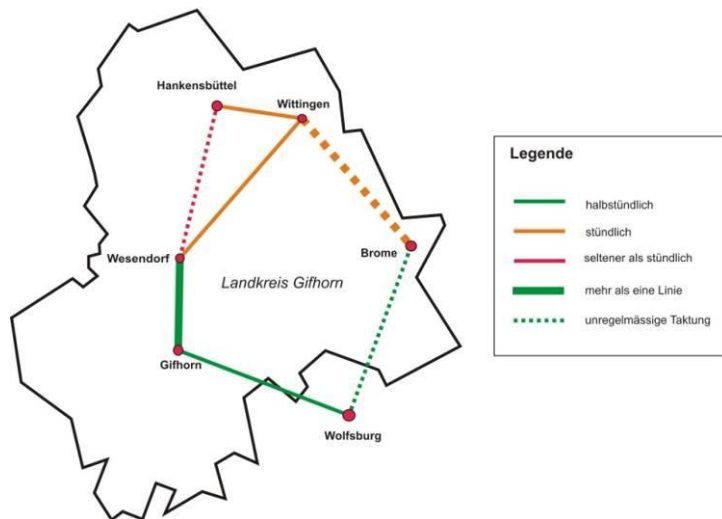 Hankensbüttel
Wittingen
Wesendorf
Brome
Landkreis Gifhorn
Gifhorn
Wolfsburg
Legende
halbstündlich
stündlich
seltener als stündlich
mehr als eine Linie
unregelmässige Taktung